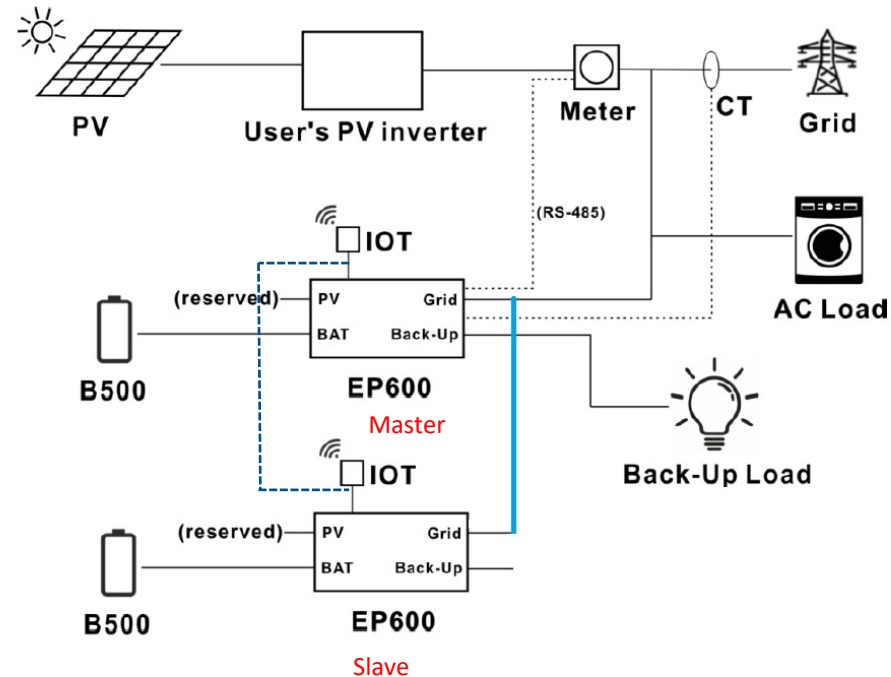 PV
User's PV inverter
Meter
CT
Grid
(RS-485)
IOT
(reserved)
PV
Grid
BAT
Back-Up
AC Load
B500
EP600
Master
Back-Up Load
IOT
(reserved)
PV
Grid
BAT
Back-Up
B500
EP600
Slave